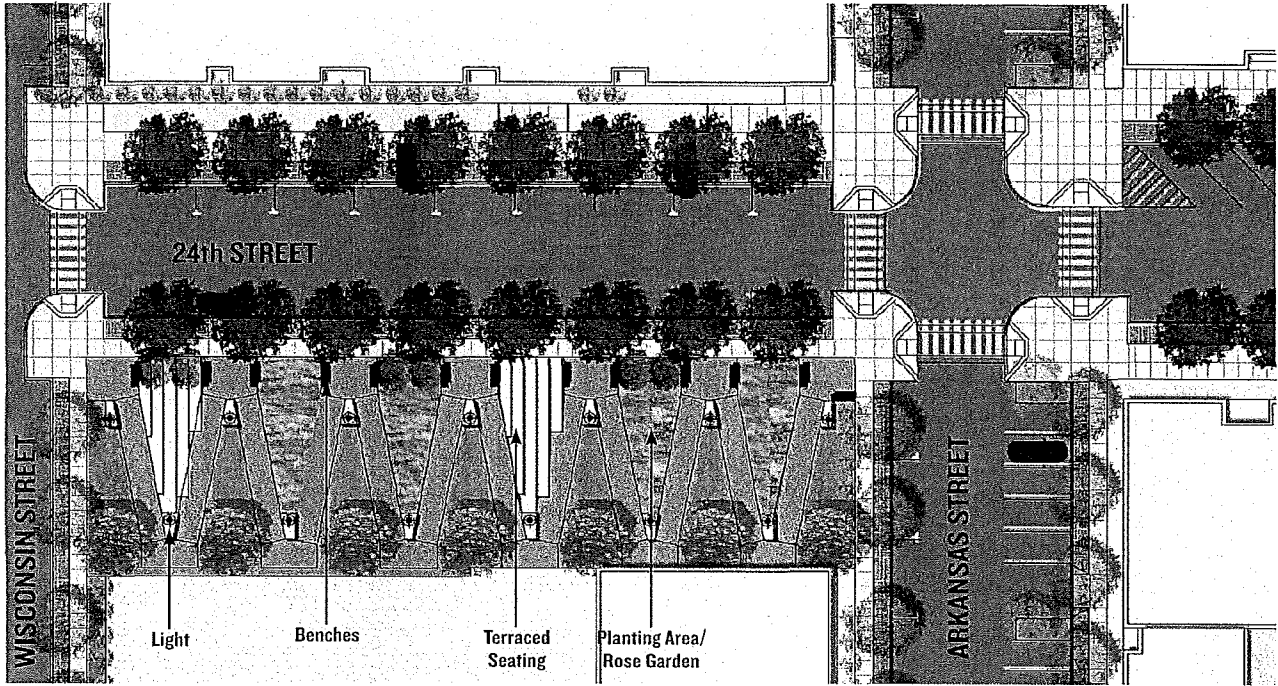 24th STREET
WISCONSIN STREET
ARKANSAS STREET
Light
Benches
Terraced
Seating
Planting Area/
Rose Garden